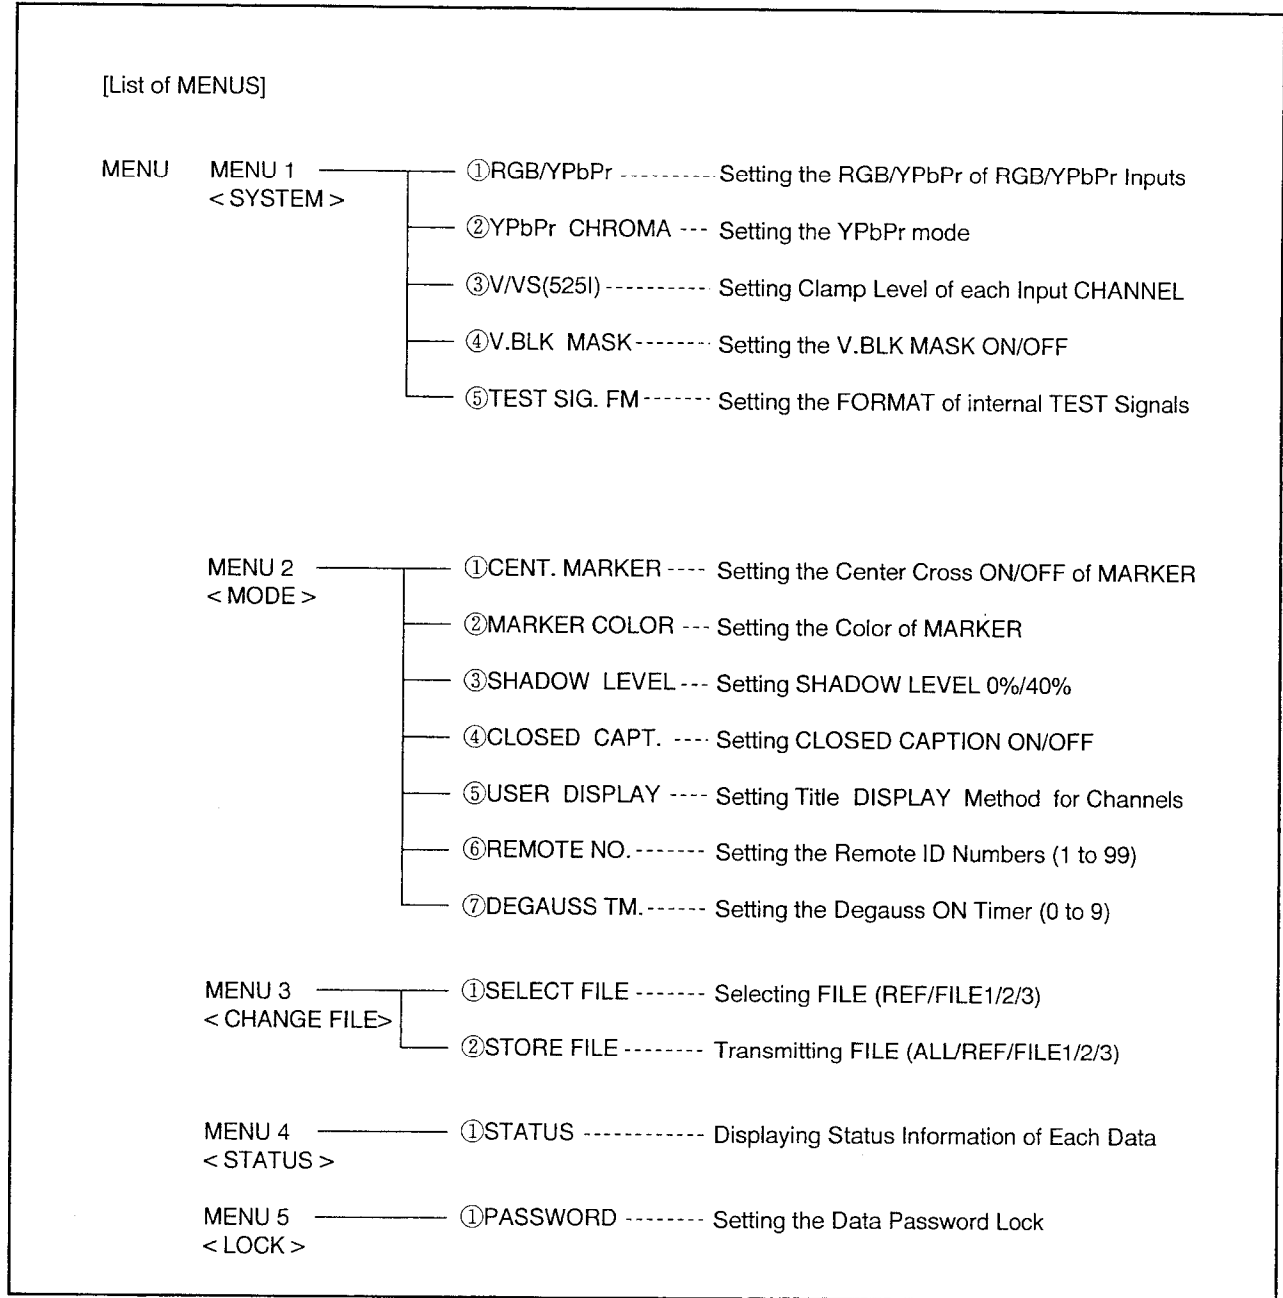 [List of MENUS]
MENU MENU 1 ①RGB/YPbPr --------- Setting the RGB/YPbPr of RGB/YPbPr Inputs
< SYSTEM >
②YPbPr CHROMA --- Setting the YPbPr mode
③V/VS(525I) ---------- Setting Clamp Level of each Input CHANNEL
④V.BLK MASK -------- Setting the V.BLK MASK ON/OFF
⑤TEST SIG. FM ------- Setting the FORMAT of internal TEST Signals
MENU 2 ①CENT. MARKER ---- Setting the Center Cross ON/OFF of MARKER
< MODE >
②MARKER COLOR --- Setting the Color of MARKER
③SHADOW LEVEL --- Setting SHADOW LEVEL 0%/40%
④CLOSED CAPT. ---- Setting CLOSED CAPTION ON/OFF
⑤USER DISPLAY ---- Setting Title DISPLAY Method for Channels
⑥REMOTE NO. ------- Setting the Remote ID Numbers (1 to 99)
⑦DEGAUSS TM. ------ Setting the Degauss ON Timer (0 to 9)
MENU 3 ①SELECT FILE ------- Selecting FILE (REF/FILE1/2/3)
< CHANGE FILE>
②STORE FILE -------- Transmitting FILE (ALL/REF/FILE1/2/3)
MENU 4 ①STATUS ------------ Displaying Status Information of Each Data
< STATUS >
MENU 5 ①PASSWORD -------- Setting the Data Password Lock
< LOCK >